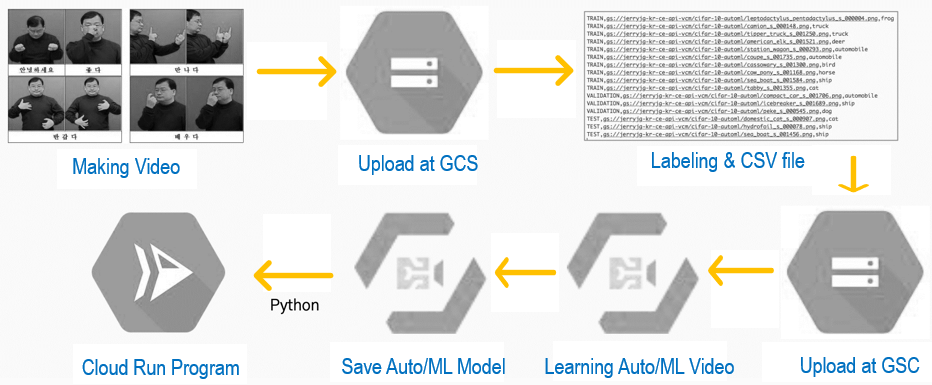 안녕하세요 좋 다
만 나 다
반 갑 다
배 우 다
Making Video
Upload at GCS
TRAIN,gs://jerryjg-kr-ce-api-vcm/cifar-10-automl/leptodactylus_pentadactylus_s_000004.png,frog
TRAIN,gs://jerryjg-kr-ce-api-vcm/cifar-10-automl/camion_s_000148.png,truck
TRAIN,gs://jerryjg-kr-ce-api-vcm/cifar-10-automl/tipper_truck_s_001250.png,truck
TRAIN,gs://jerryjg-kr-ce-api-vcm/cifar-10-automl/american_elk_s_001521.png,deer
TRAIN,gs://jerryjg-kr-ce-api-vcm/cifar-10-automl/station_wagon_s_000293.png,automobile
TRAIN,gs://jerryjg-kr-ce-api-vcm/cifar-10-automl/coupe_s_001735.png,automobile
TRAIN,gs://jerryjg-kr-ce-api-vcm/cifar-10-automl/cassowary_s_001300.png,bird
TRAIN,gs://jerryjg-kr-ce-api-vcm/cifar-10-automl/cow_pony_s_001168.png,horse
TRAIN,gs://jerryjg-kr-ce-api-vcm/cifar-10-automl/sea_boat_s_001584.png,ship
TRAIN,gs://jerryjg-kr-ce-api-vcm/cifar-10-automl/tabby_s_001355.png,cat
VALIDATION,gs://jerryjg-kr-ce-api-vcm/cifar-10-automl/compact_car_s_001706.png,automobile
VALIDATION,gs://jerryjg-kr-ce-api-vcm/cifar-10-automl/icebreaker_s_001689.png,ship
VALIDATION,gs://jerryjg-kr-ce-api-vcm/cifar-10-automl/peke_s_000545.png,dog
TEST,gs://jerryjg-kr-ce-api-vcm/cifar-10-automl/domestic_cat_s_000907.png,cat
TEST,gs://jerryjg-kr-ce-api-vcm/cifar-10-automl/hydrofoil_s_000078.png,ship
TEST,gs://jerryjg-kr-ce-api-vcm/cifar-10-automl/sea_boat_s_001456.png,ship
Labeling & CSV file
Python
Cloud Run Program
Save Auto/ML Model
Learning Auto/ML Video
Upload at GSC